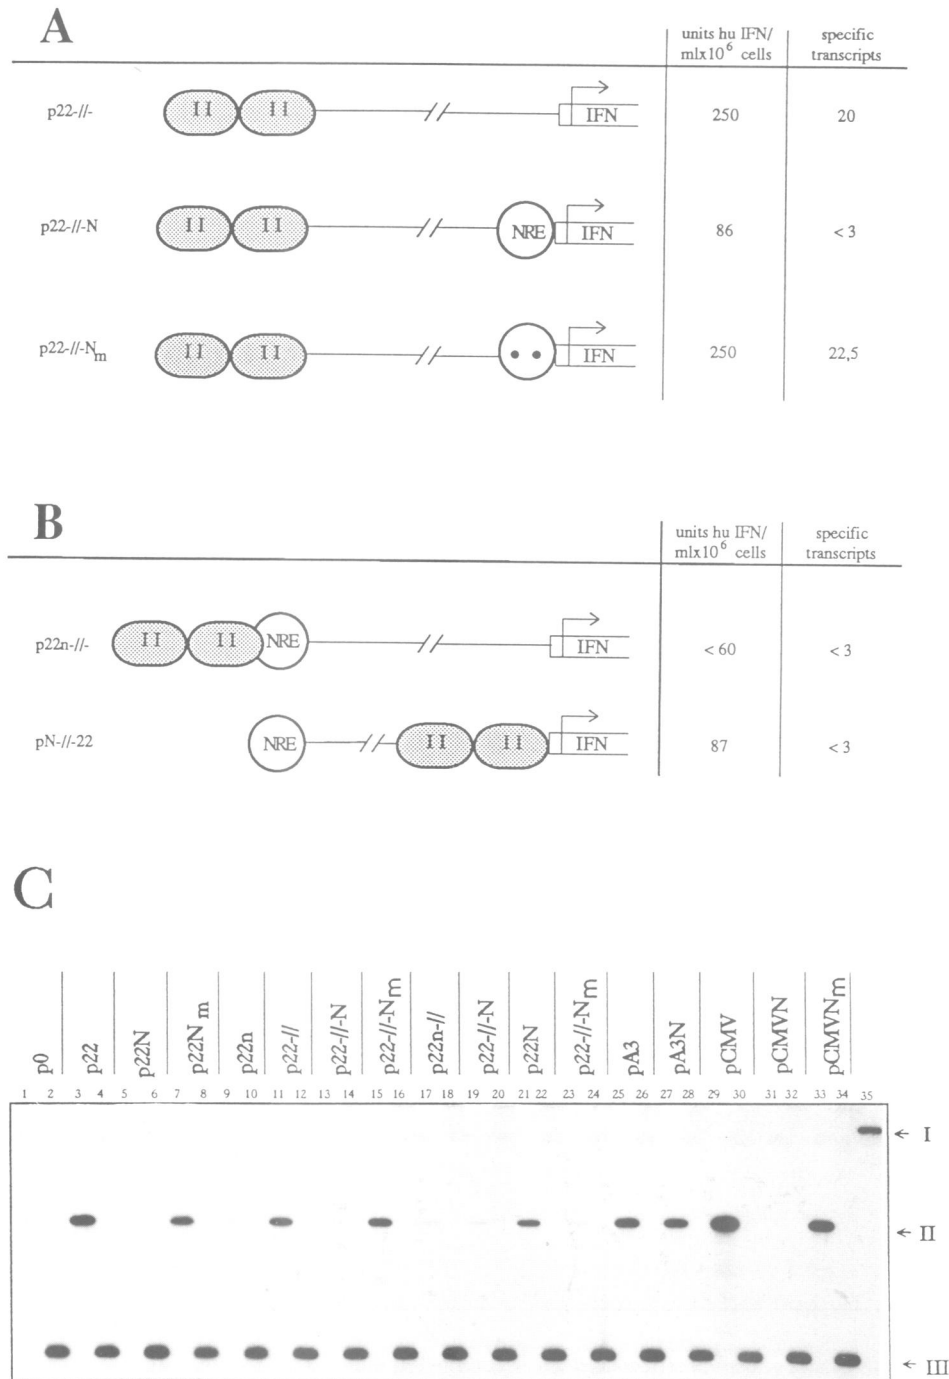 A
units hu IFN/ specific
mlx10⁶ cells transcripts
p22-//- II II // IFN 250 20
p22-//-N II II // NRE IFN 86 < 3
p22-//-Nm II II // IFN 250 22,5
B
units hu IFN/ specific
mlx10⁶ cells transcripts
p22n-//- II II NRE // IFN < 60 < 3
pN-//-22 NRE // II II IFN 87 < 3
C
p0 p22 p22N p22Nm p22n p22-// p22-//-N p22-//-Nm p22n-// p22-//-N p22N p22-//-Nm pA3 pA3N pCMV pCMVN pCMVNm
1 2 3 4 5 6 7 8 9 10 11 12 13 14 15 16 17 18 19 20 21 22 23 24 25 26 27 28 29 30 31 32 33 34 35
← I
← II
← III